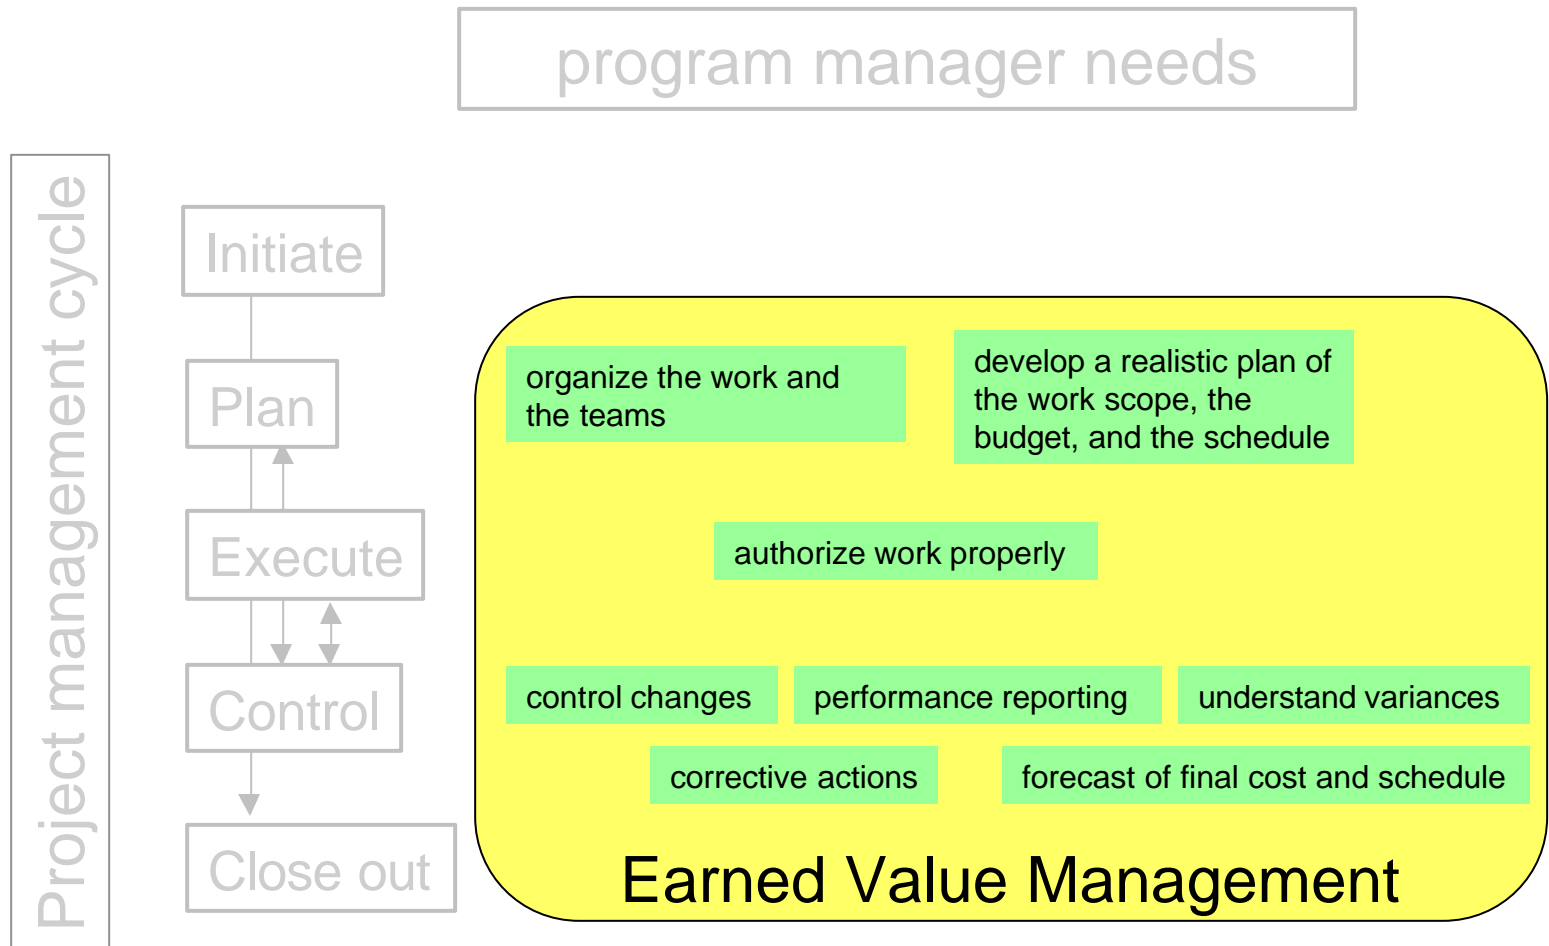 program manager needs
Project management cycle
Initiate
Plan
organize the work and
the teams
develop a realistic plan of
the work scope, the
budget, and the schedule
Execute
authorize work properly
Control
control changes
performance reporting
understand variances
corrective actions
forecast of final cost and schedule
Close out
Earned Value Management